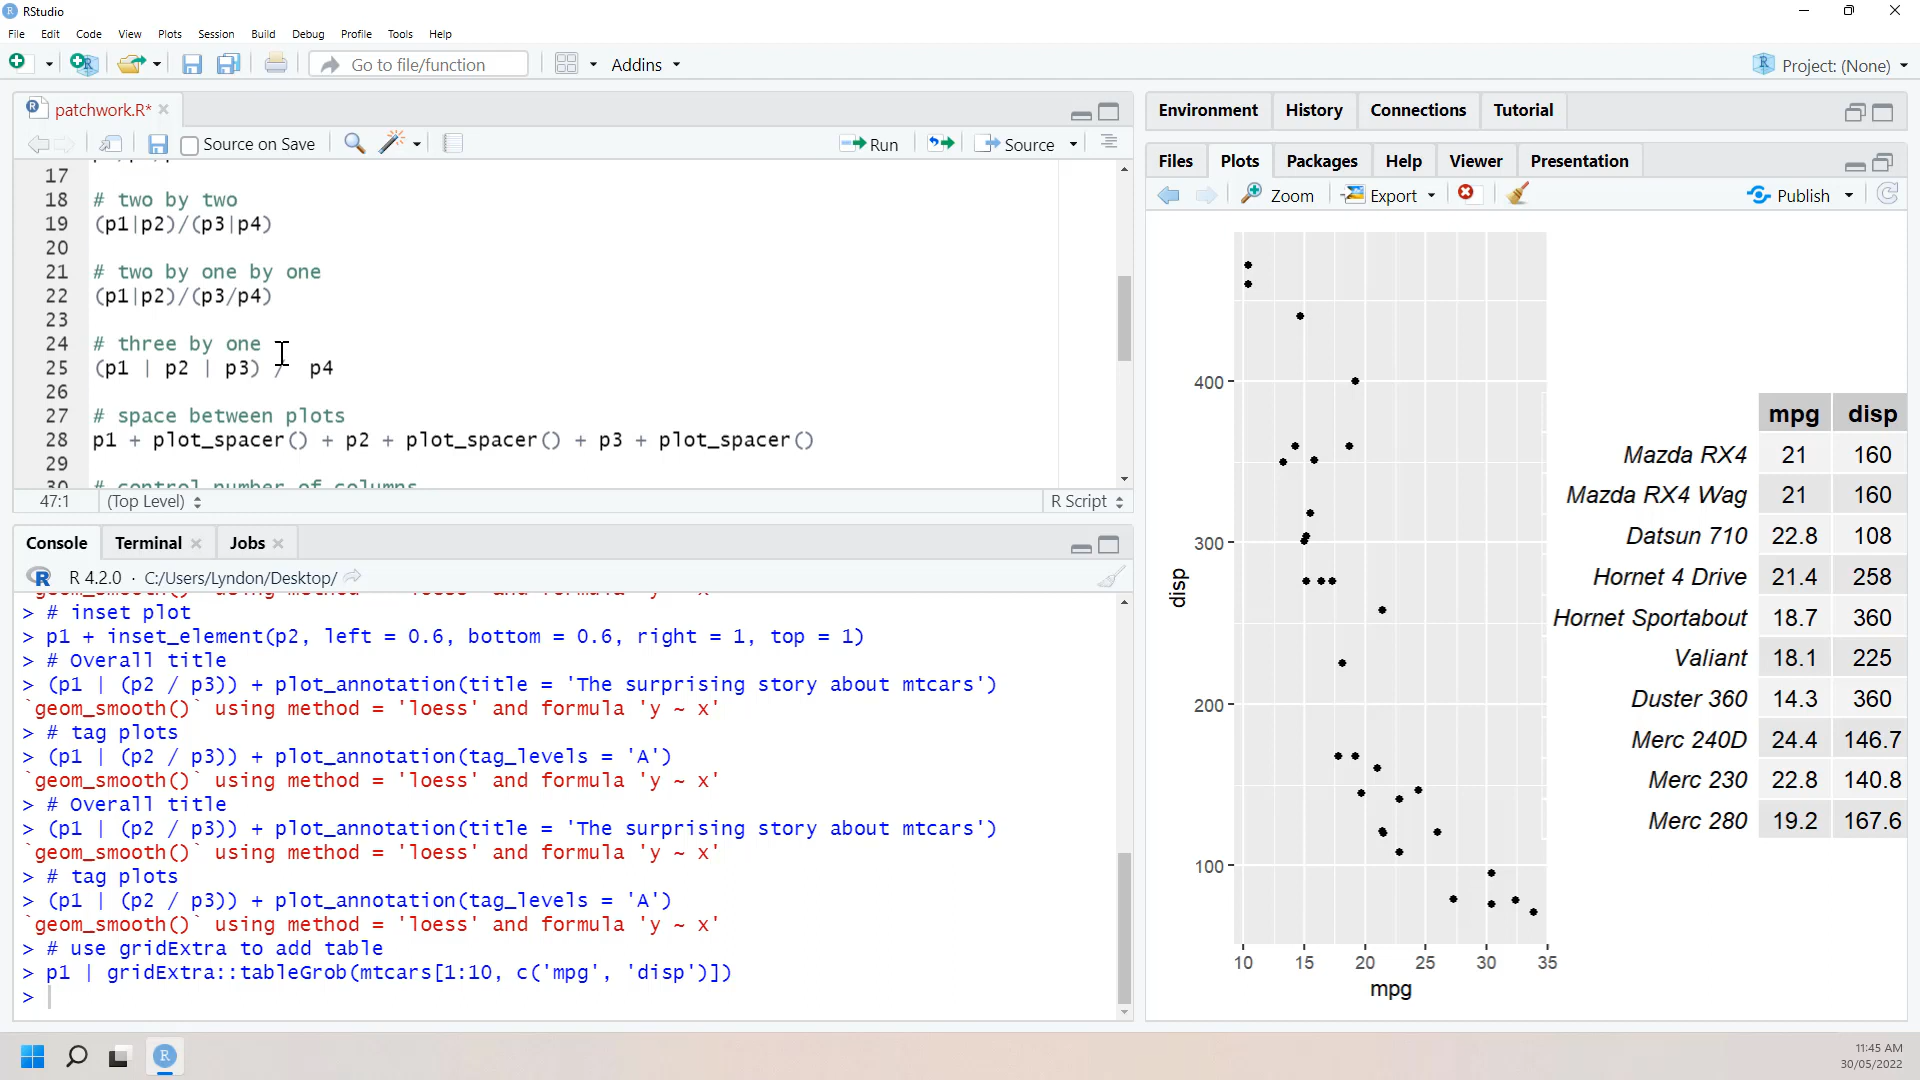 RStudio
File Edit Code View Plots Session Build Debug Profile Tools Help
Go to file/function Addins Project: (None)
patchwork.R*
Source on Save Run Source
17
18 # two by two
19 (p1|p2)/(p3|p4)
20
21 # two by one by one
22 (p1|p2)/(p3/p4)
23
24 # three by one
25 (p1 | p2 | p3) / p4
26
27 # space between plots
28 p1 + plot_spacer() + p2 + plot_spacer() + p3 + plot_spacer()
29
30 # control number of columns
47:1 (Top Level) R Script
Console Terminal Jobs
R 4.2.0 · C:/Users/Lyndon/Desktop/
`geom_smooth()` using method = 'loess' and formula 'y ~ x'
> # inset plot
> p1 + inset_element(p2, left = 0.6, bottom = 0.6, right = 1, top = 1)
> # Overall title
> (p1 | (p2 / p3)) + plot_annotation(title = 'The surprising story about mtcars')
`geom_smooth()` using method = 'loess' and formula 'y ~ x'
> # tag plots
> (p1 | (p2 / p3)) + plot_annotation(tag_levels = 'A')
`geom_smooth()` using method = 'loess' and formula 'y ~ x'
> # Overall title
> (p1 | (p2 / p3)) + plot_annotation(title = 'The surprising story about mtcars')
`geom_smooth()` using method = 'loess' and formula 'y ~ x'
> # tag plots
> (p1 | (p2 / p3)) + plot_annotation(tag_levels = 'A')
`geom_smooth()` using method = 'loess' and formula 'y ~ x'
> # use gridExtra to add table
> p1 | gridExtra::tableGrob(mtcars[1:10, c('mpg', 'disp')])
>
Environment History Connections Tutorial
Files Plots Packages Help Viewer Presentation
Zoom Export Publish
400
300
200
100
disp
10 15 20 25 30 35
mpg
mpg disp
Mazda RX4 21 160
Mazda RX4 Wag 21 160
Datsun 710 22.8 108
Hornet 4 Drive 21.4 258
Hornet Sportabout 18.7 360
Valiant 18.1 225
Duster 360 14.3 360
Merc 240D 24.4 146.7
Merc 230 22.8 140.8
Merc 280 19.2 167.6
11:45 AM
30/05/2022